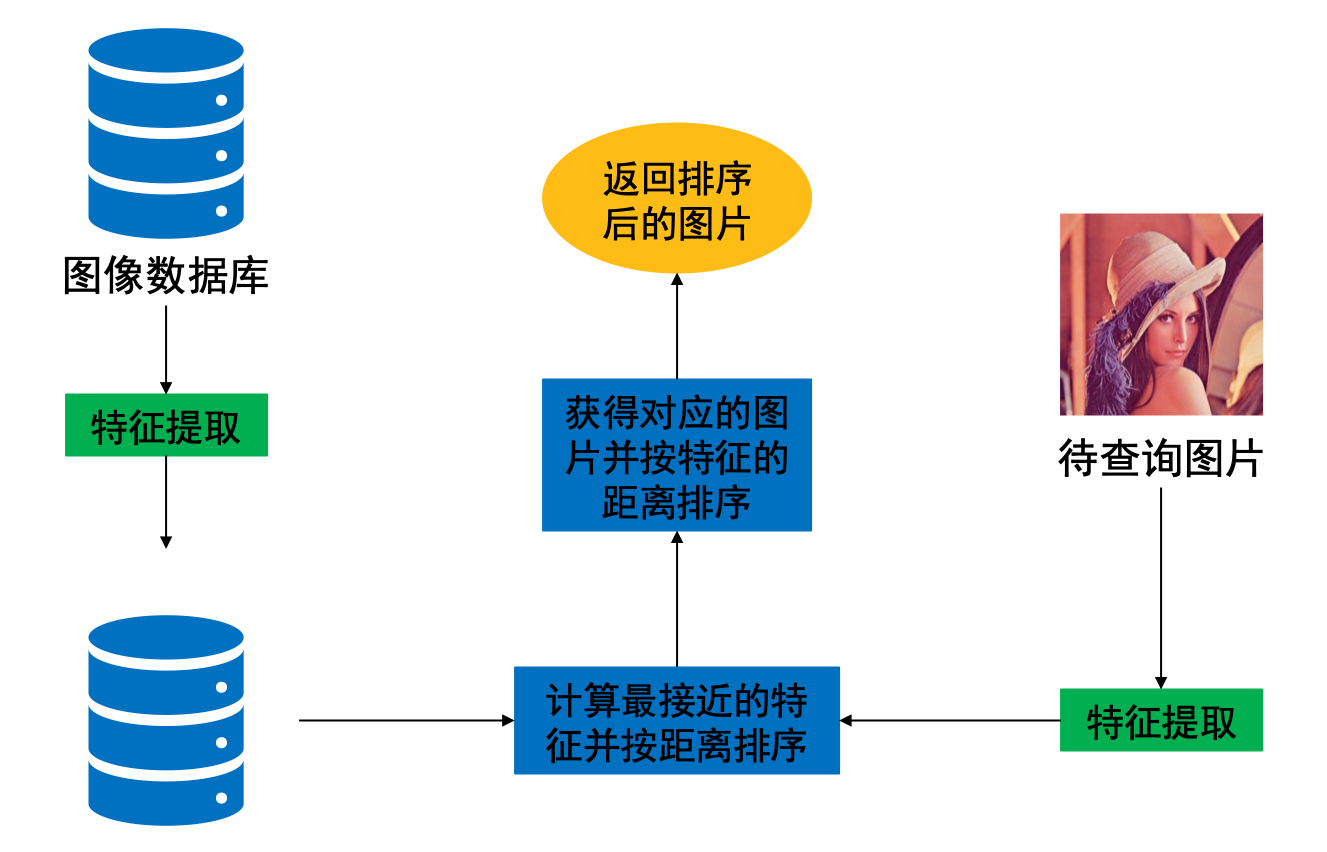 图像数据库
特征提取
返回排序
后的图片
获得对应的图
片并按特征的
距离排序
计算最接近的特
征并按距离排序
待查询图片
特征提取